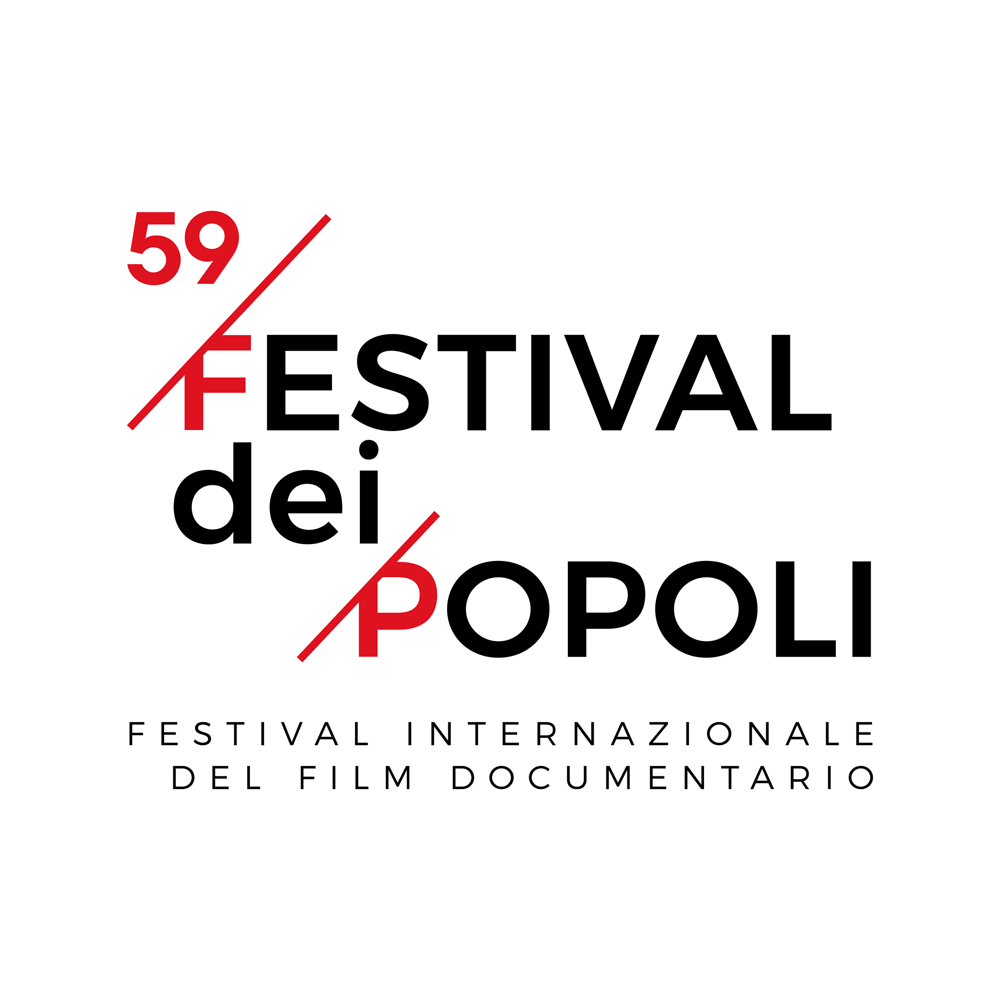 59
FESTIVAL
dei
POPOLI
FESTIVAL INTERNAZIONALE
DEL FILM DOCUMENTARIO